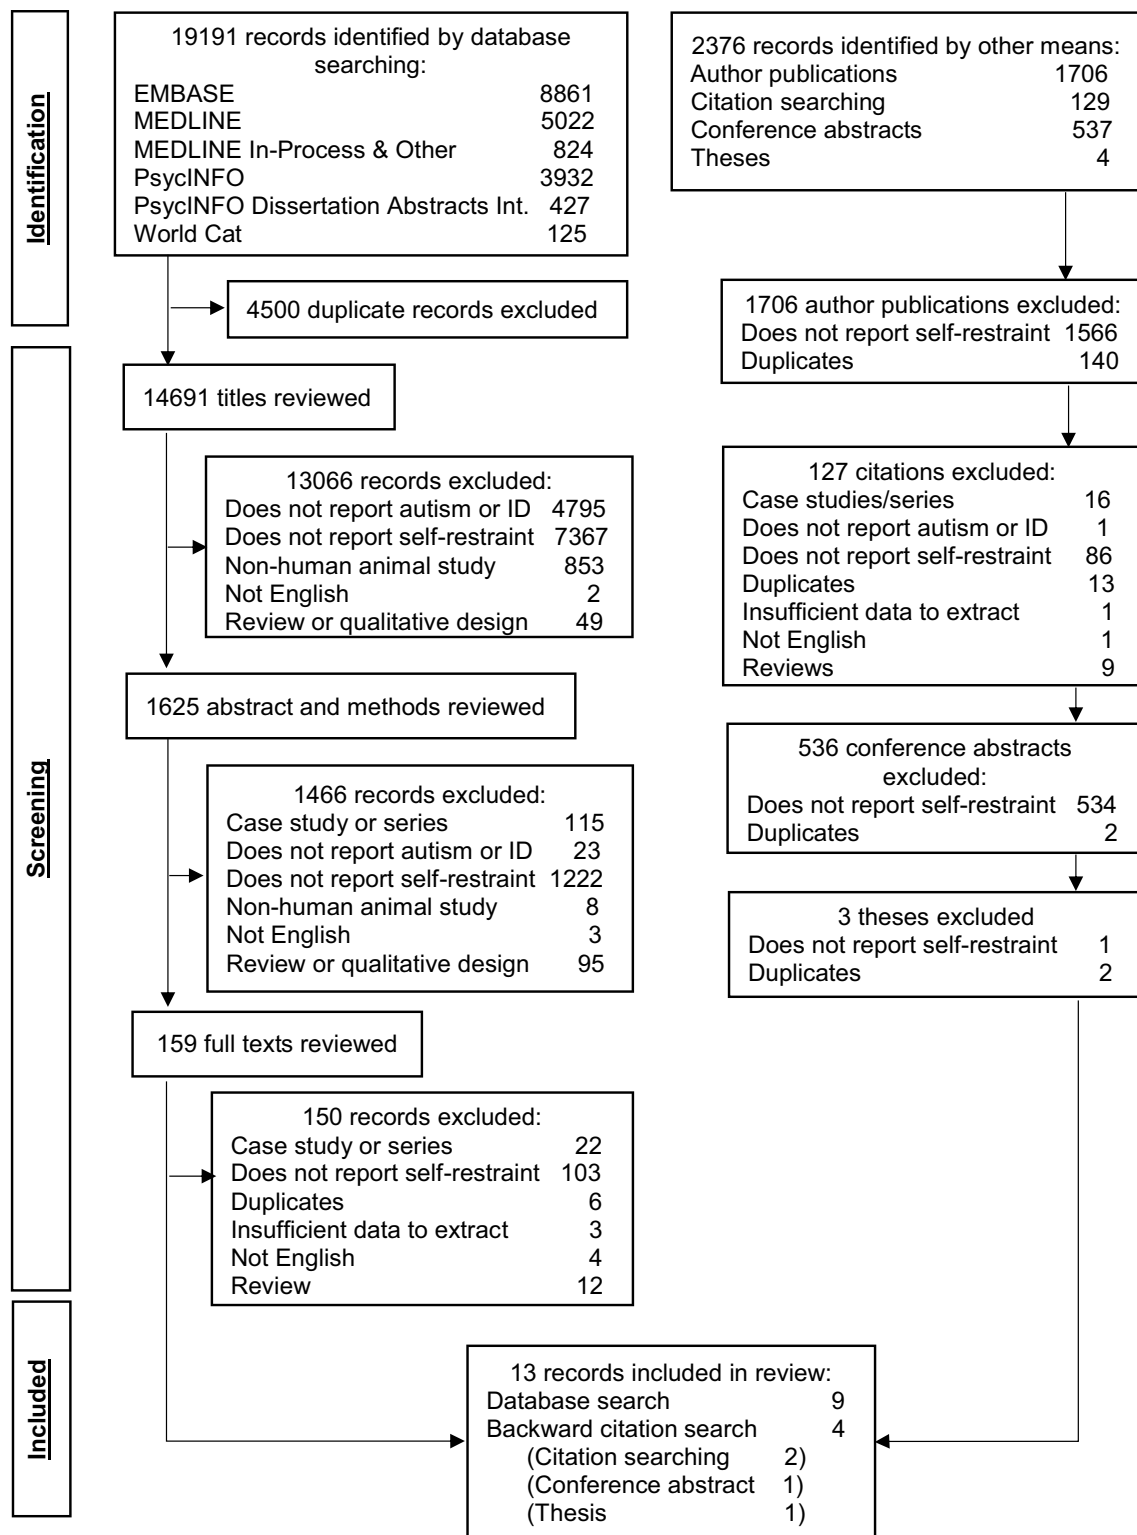 Identification
19191 records identified by database
searching:
EMBASE 8861
MEDLINE 5022
MEDLINE In-Process & Other 824
PsycINFO 3932
PsycINFO Dissertation Abstracts Int. 427
World Cat 125
2376 records identified by other means:
Author publications 1706
Citation searching 129
Conference abstracts 537
Theses 4
4500 duplicate records excluded
1706 author publications excluded:
Does not report self-restraint 1566
Duplicates 140
Screening
14691 titles reviewed
13066 records excluded:
Does not report autism or ID 4795
Does not report self-restraint 7367
Non-human animal study 853
Not English 2
Review or qualitative design 49
127 citations excluded:
Case studies/series 16
Does not report autism or ID 1
Does not report self-restraint 86
Duplicates 13
Insufficient data to extract 1
Not English 1
Reviews 9
1625 abstract and methods reviewed
536 conference abstracts
excluded:
Does not report self-restraint 534
Duplicates 2
1466 records excluded:
Case study or series 115
Does not report autism or ID 23
Does not report self-restraint 1222
Non-human animal study 8
Not English 3
Review or qualitative design 95
3 theses excluded
Does not report self-restraint 1
Duplicates 2
159 full texts reviewed
150 records excluded:
Case study or series 22
Does not report self-restraint 103
Duplicates 6
Insufficient data to extract 3
Not English 4
Review 12
Included
13 records included in review:
Database search 9
Backward citation search 4
(Citation searching 2)
(Conference abstract 1)
(Thesis 1)